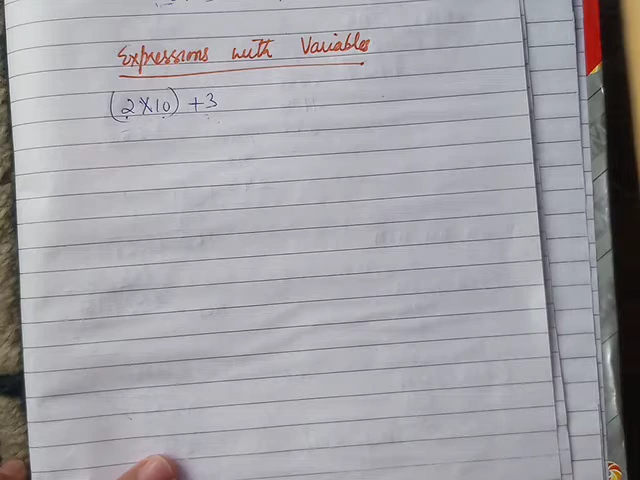 Expressions with Variables
(2×10) +3